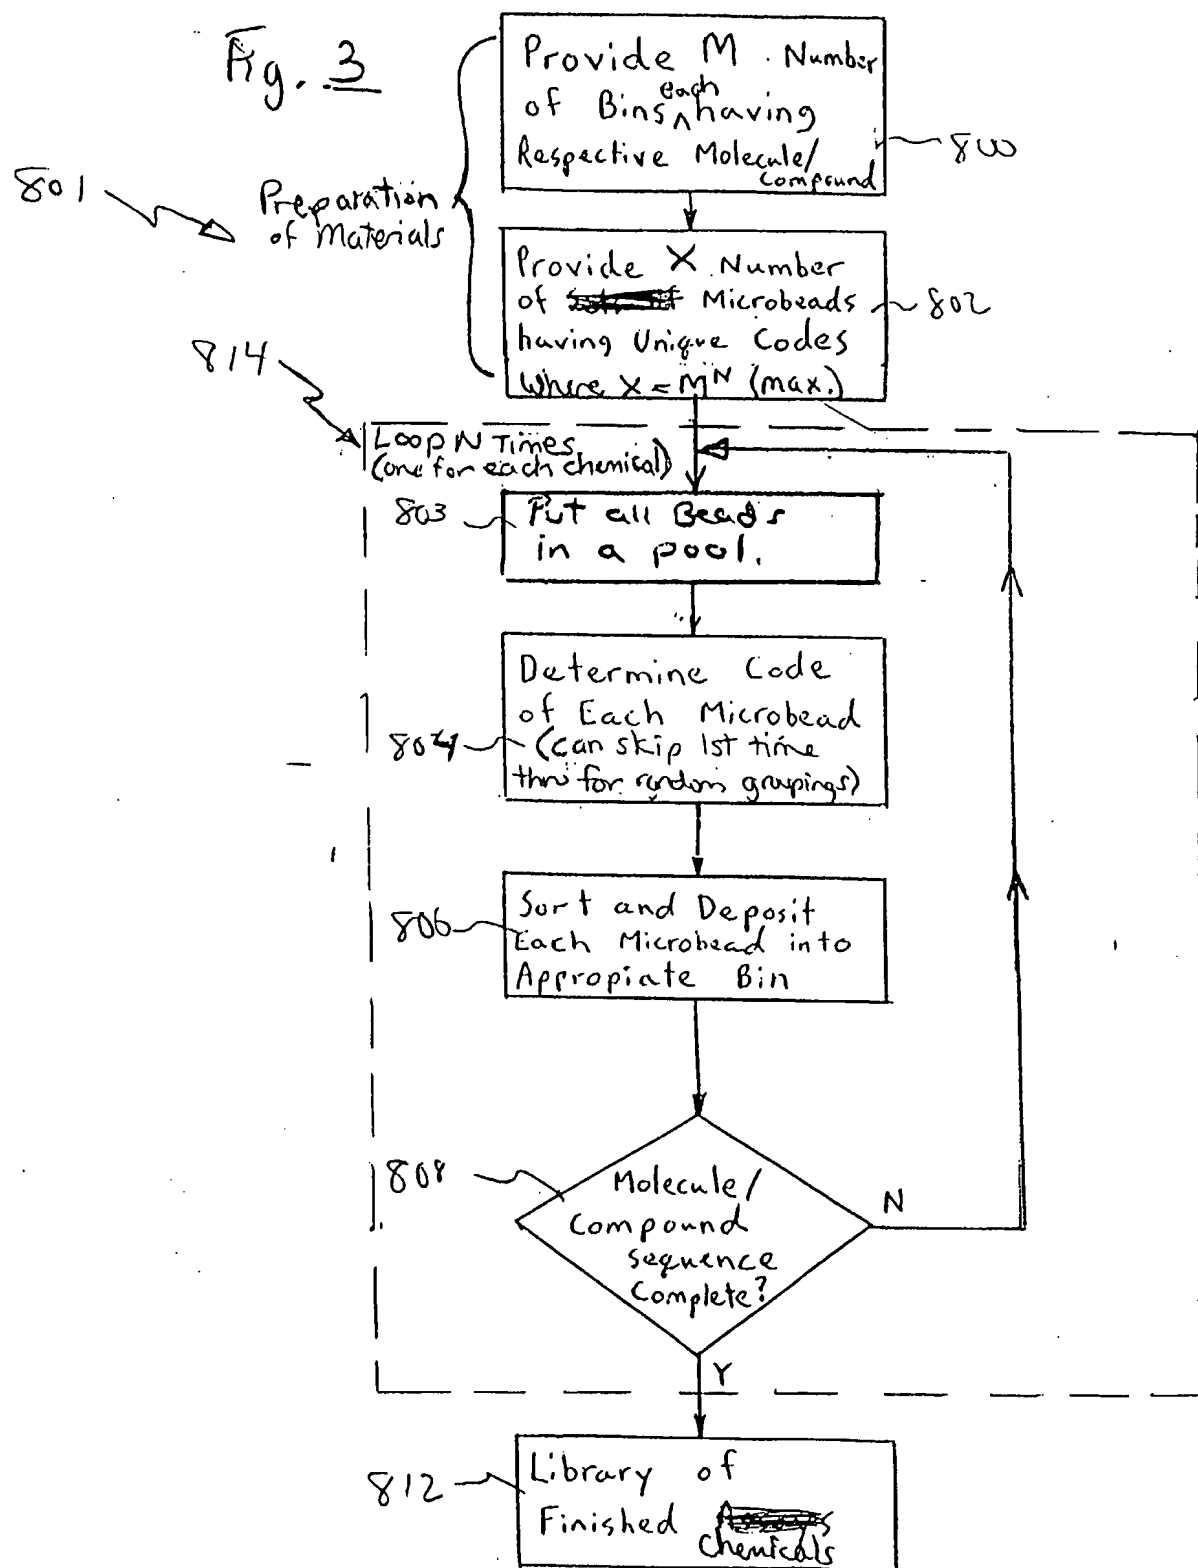 Fig. 3
Provide M Number
of Bins each having
Respective Molecule/
Compound
800
801
Preparation
of Materials
Provide X Number
of Microbeads
having Unique Codes
Where X = M^N (max.)
802
814
Loop N Times
(one for each chemical)
803
Put all Beads
in a pool.
Determine Code
of Each Microbead
(can skip 1st time
thru for random groupings)
804
Sort and Deposit
Each Microbead into
Appropiate Bin
806
808
Molecule/
Compound
sequence
Complete?
N
Y
812
Library of
Finished
Chemicals